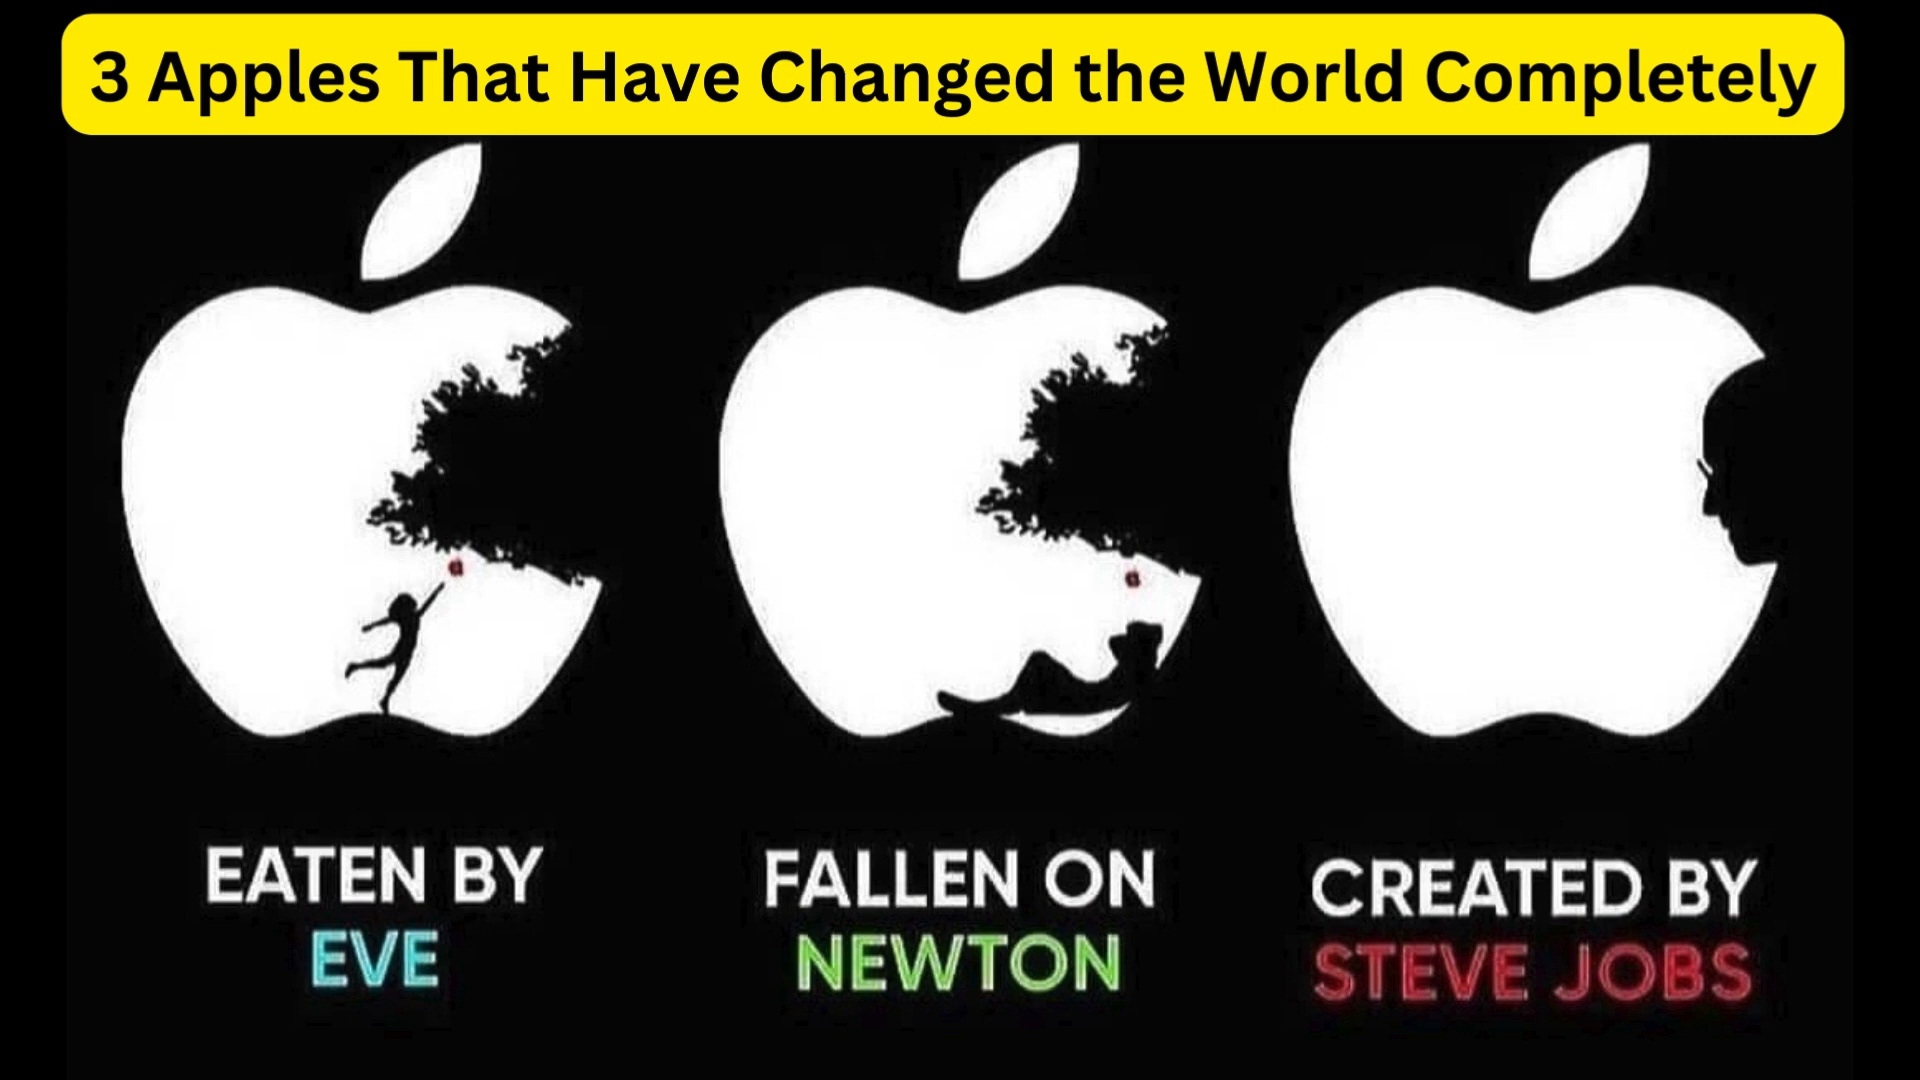 3 Apples That Have Changed the World Completely
EATEN BY
EVE
FALLEN ON
NEWTON
CREATED BY
STEVE JOBS